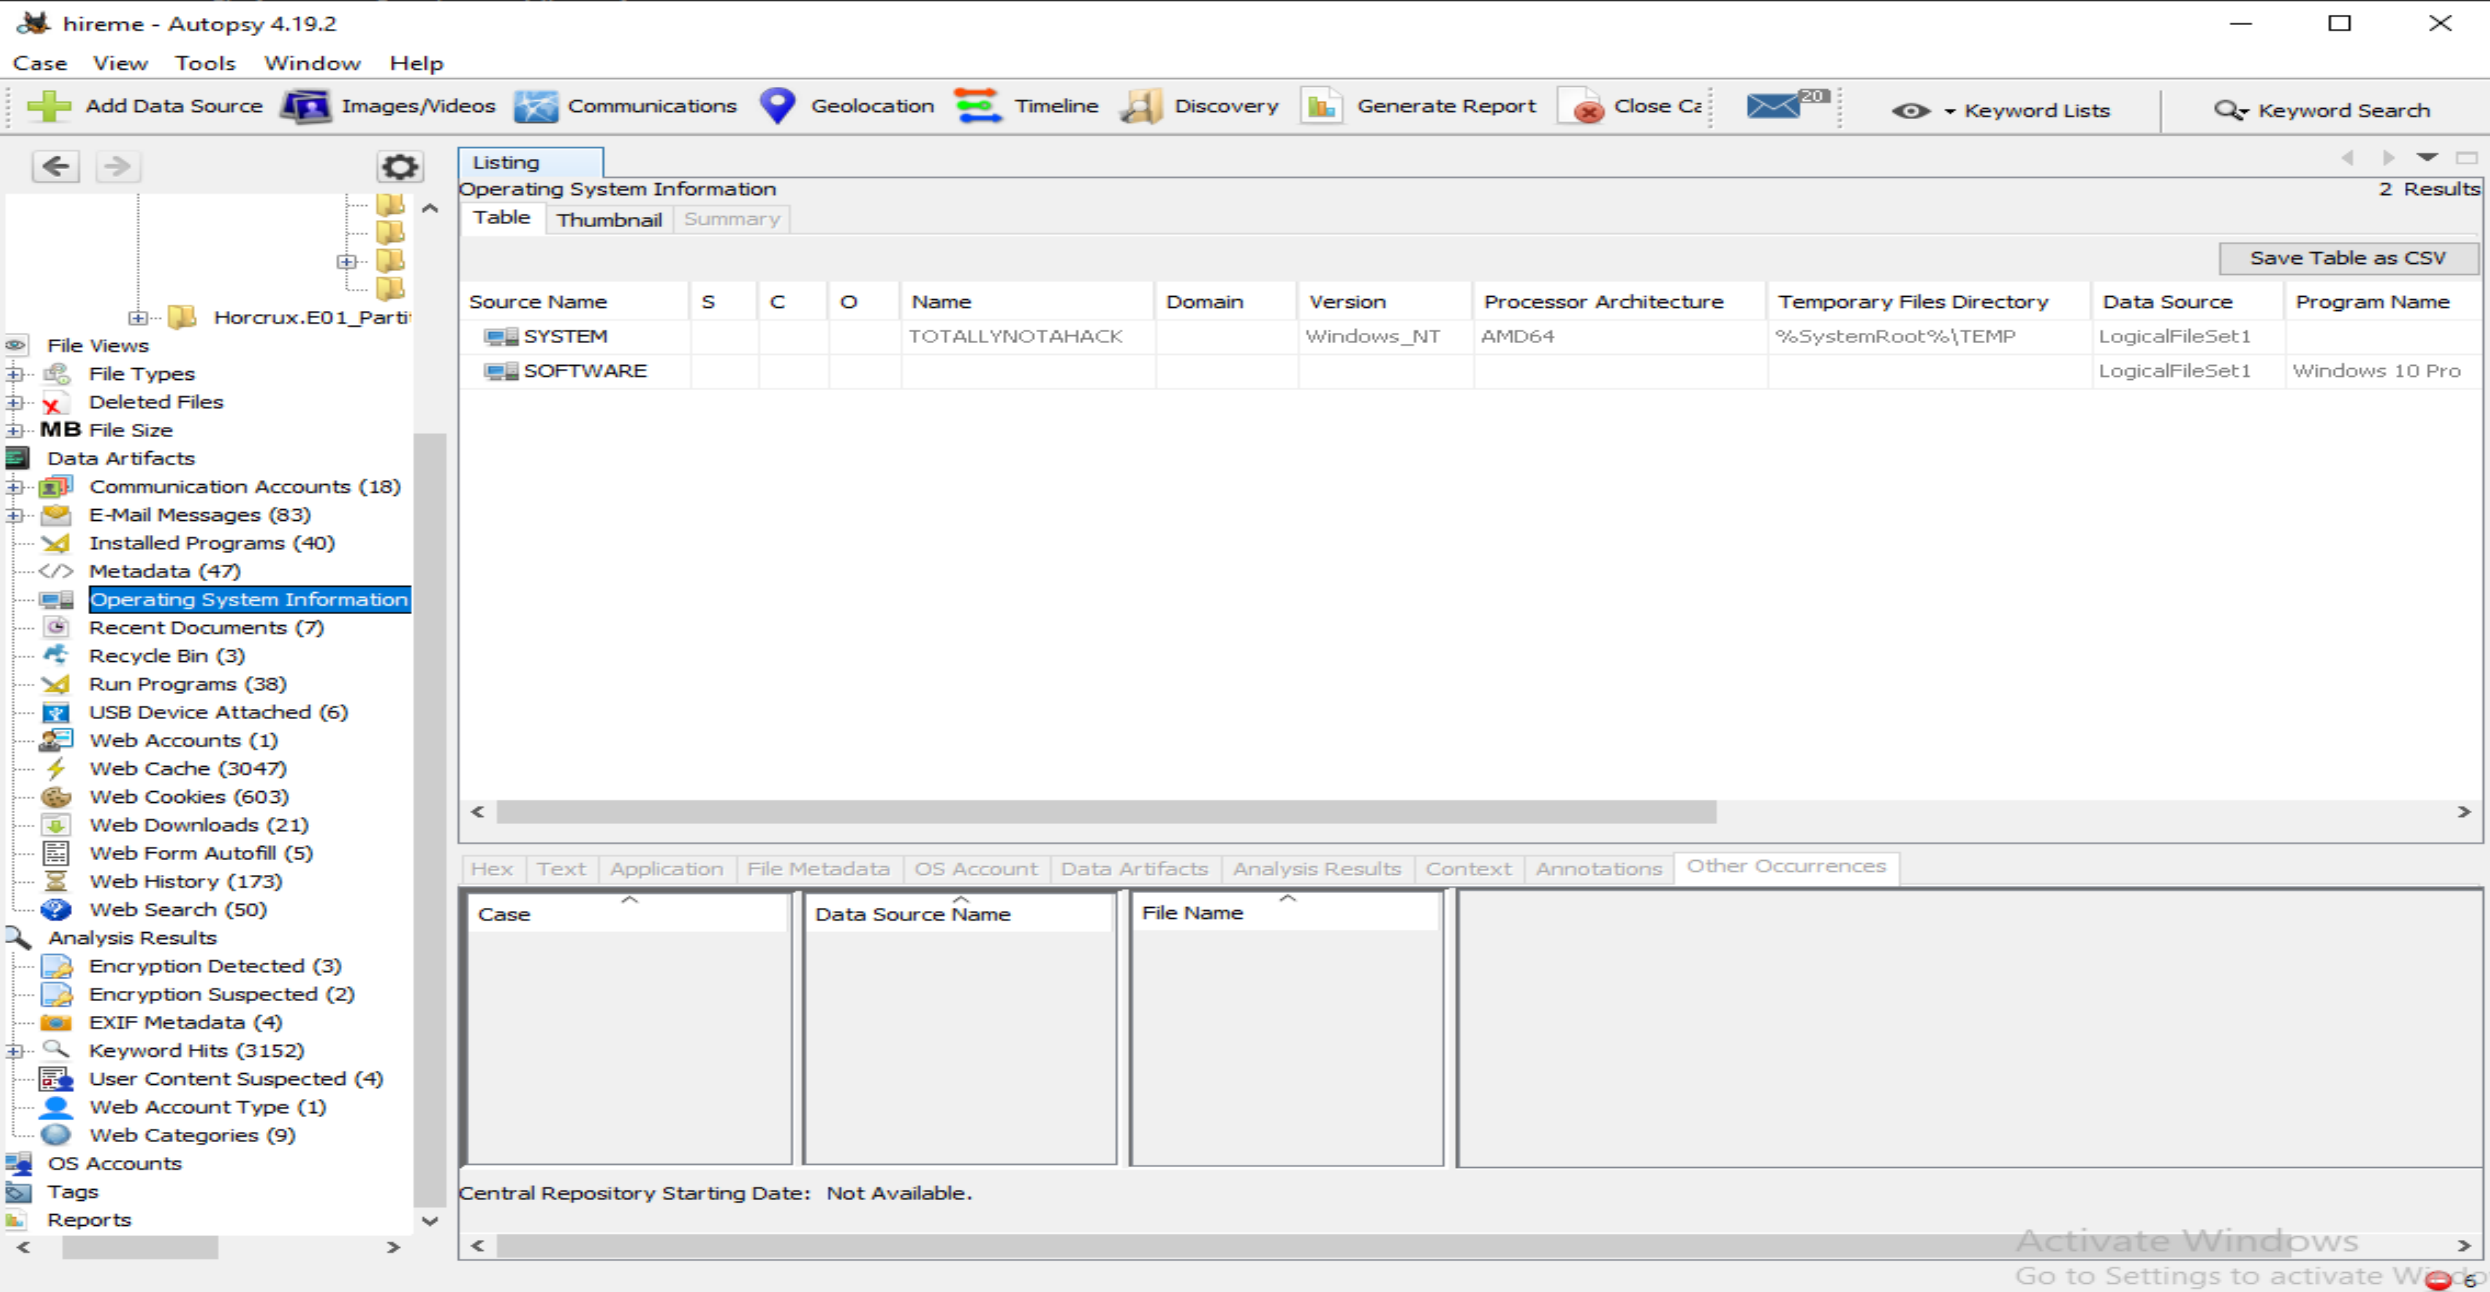 hireme - Autopsy 4.19.2
Case View Tools Window Help
Add Data Source Images/Videos Communications Geolocation Timeline Discovery Generate Report Close Ca 20 Keyword Lists Keyword Search
Listing
Operating System Information 2 Results
Table Thumbnail Summary
Save Table as CSV
Source Name S C O Name Domain Version Processor Architecture Temporary Files Directory Data Source Program Name
SYSTEM TOTALLYNOTAHACK Windows_NT AMD64 %SystemRoot%\TEMP LogicalFileSet1
SOFTWARE LogicalFileSet1 Windows 10 Pro
Horcrux.E01_Parti
File Views
File Types
Deleted Files
MB File Size
Data Artifacts
Communication Accounts (18)
E-Mail Messages (83)
Installed Programs (40)
Metadata (47)
Operating System Information
Recent Documents (7)
Recycle Bin (3)
Run Programs (38)
USB Device Attached (6)
Web Accounts (1)
Web Cache (3047)
Web Cookies (603)
Web Downloads (21)
Web Form Autofill (5)
Web History (173)
Web Search (50)
Analysis Results
Encryption Detected (3)
Encryption Suspected (2)
EXIF Metadata (4)
Keyword Hits (3152)
User Content Suspected (4)
Web Account Type (1)
Web Categories (9)
OS Accounts
Tags
Reports
Hex Text Application File Metadata OS Account Data Artifacts Analysis Results Context Annotations Other Occurrences
Case Data Source Name File Name
Central Repository Starting Date: Not Available.
Activate Windows
Go to Settings to activate Windo
6